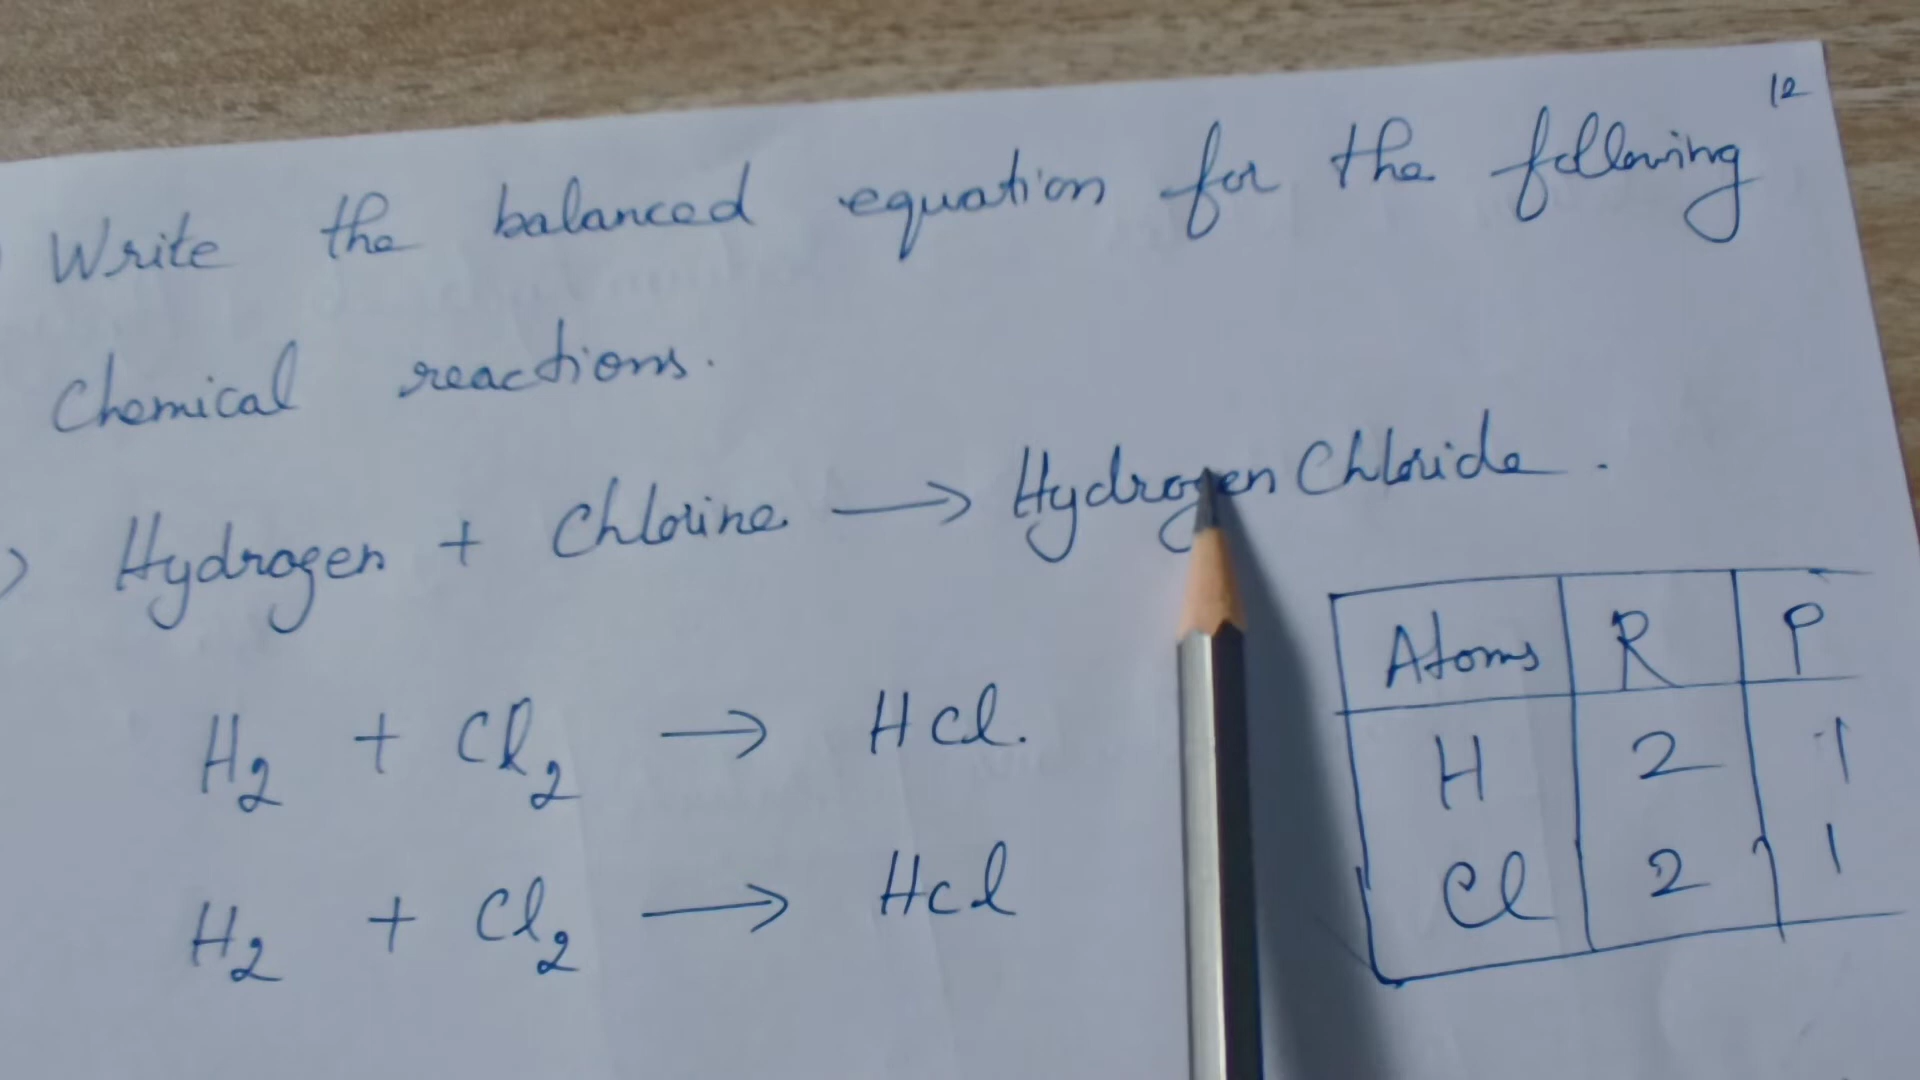 12
Write the balanced equation for the following
Chemical reactions.
) Hydrogen + Chlorine → Hydrogen Chloride.
H₂ + Cl₂ → HCl.
H₂ + Cl₂ → Hcl
Atoms R P
H 2 1
Cl 2 1